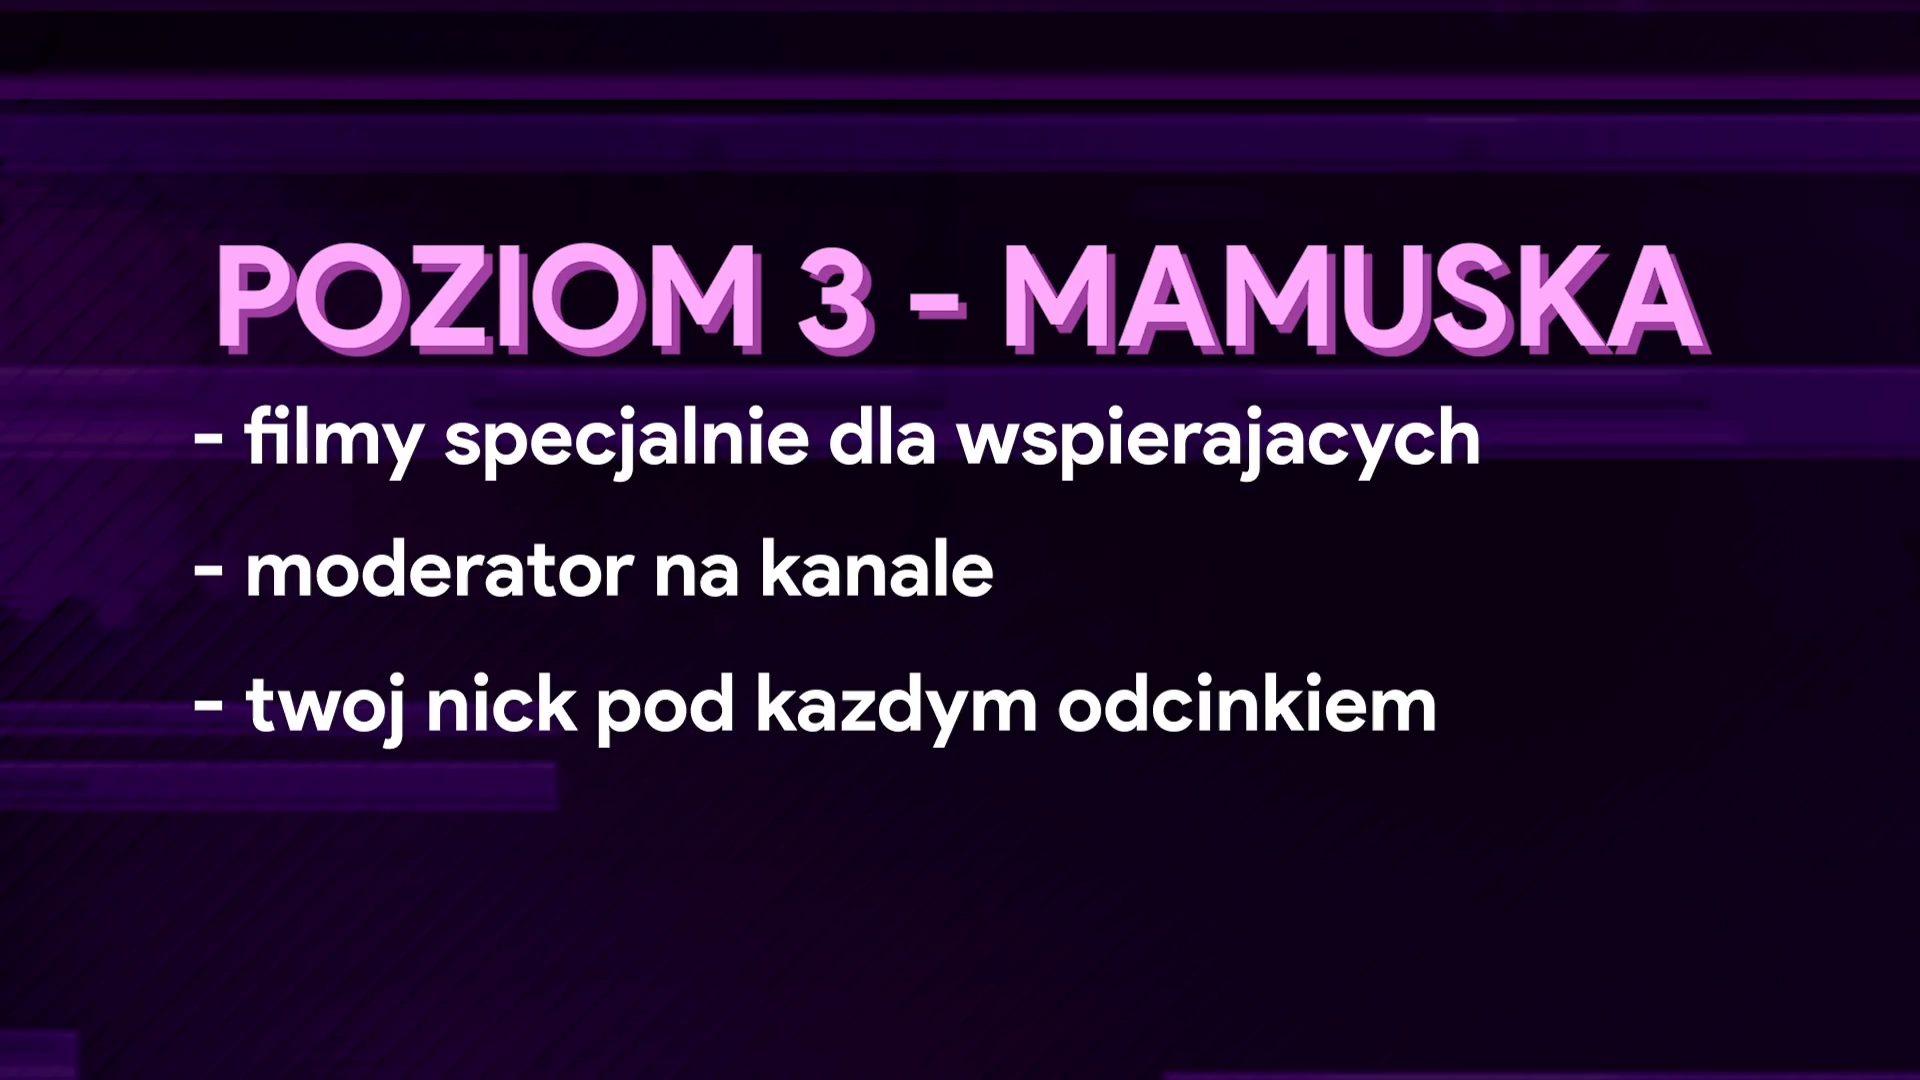 POZIOM 3 - MAMUSKA
- filmy specjalnie dla wspierajacych
- moderator na kanale
- twoj nick pod kazdym odcinkiem